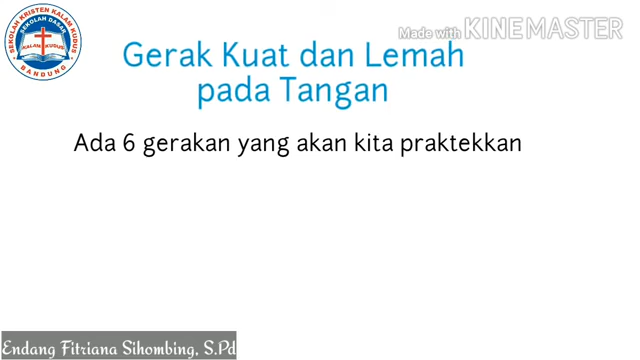 SEKOLAH KRISTEN KALAM KUDUS
SEKOLAH DASAR
KALAM KUDUS
BANDUNG
Made with KINEMASTER
Gerak Kuat dan Lemah
pada Tangan
Ada 6 gerakan yang akan kita praktekkan
Endang Fitriana Sihombing, S.Pd